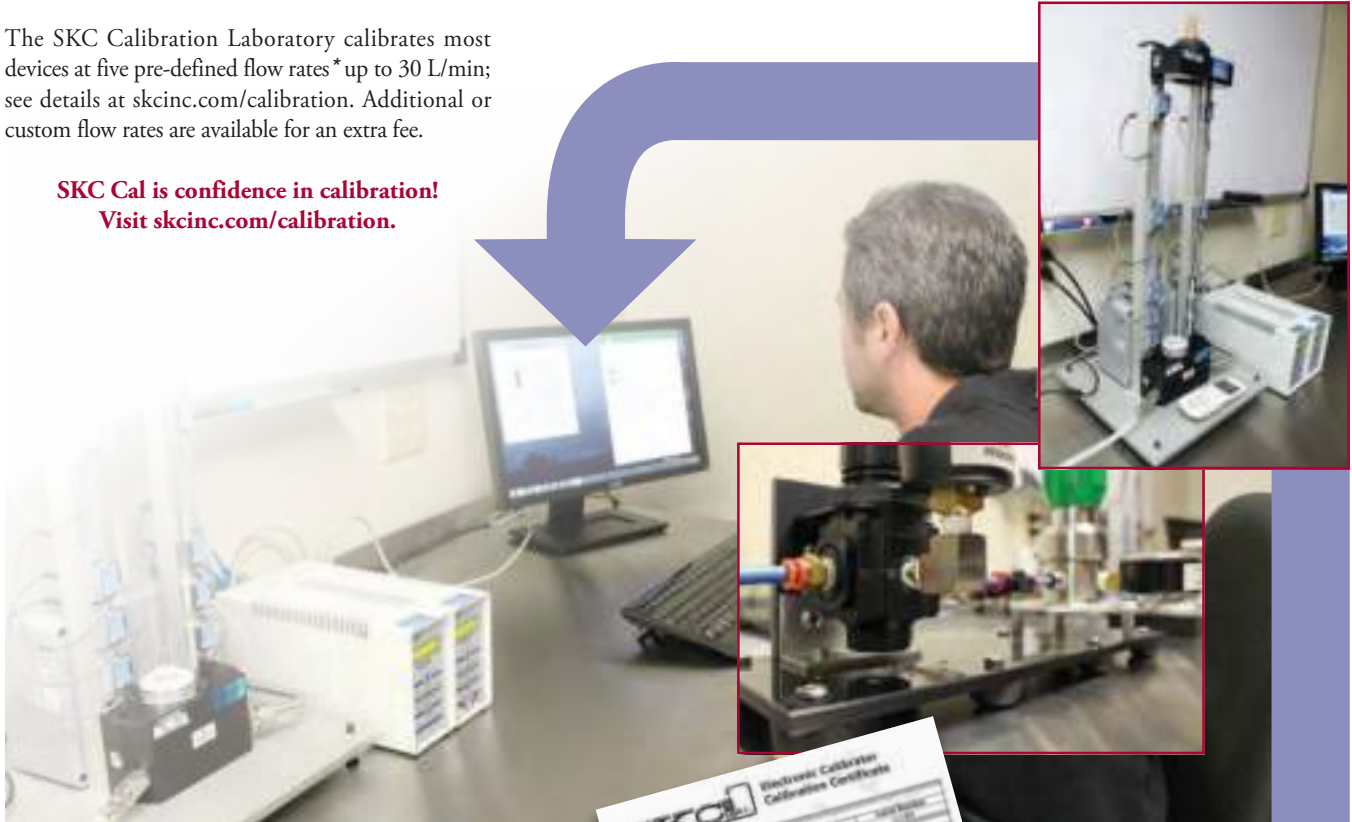 The SKC Calibration Laboratory calibrates most
devices at five pre-defined flow rates* up to 30 L/min;
see details at skcinc.com/calibration. Additional or
custom flow rates are available for an extra fee.
SKC Cal is confidence in calibration!
Visit skcinc.com/calibration.
Electronic Calibrator
Calibration Certificate